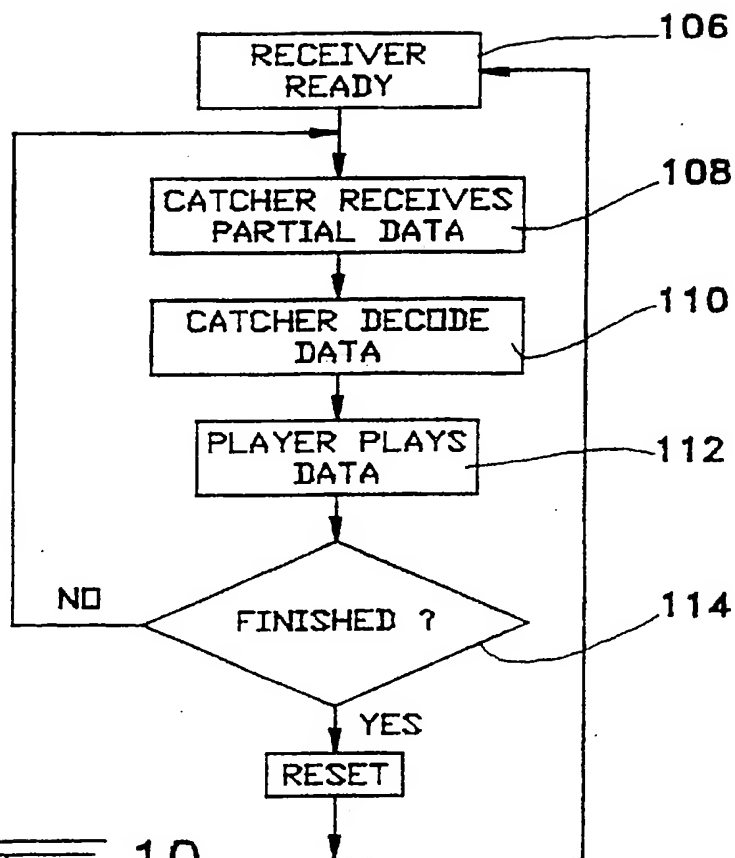 106
RECEIVER
READY
108
CATCHER RECEIVES
PARTIAL DATA
110
CATCHER DECODE
DATA
112
PLAYER PLAYS
DATA
NO
FINISHED ?
114
YES
RESET
10